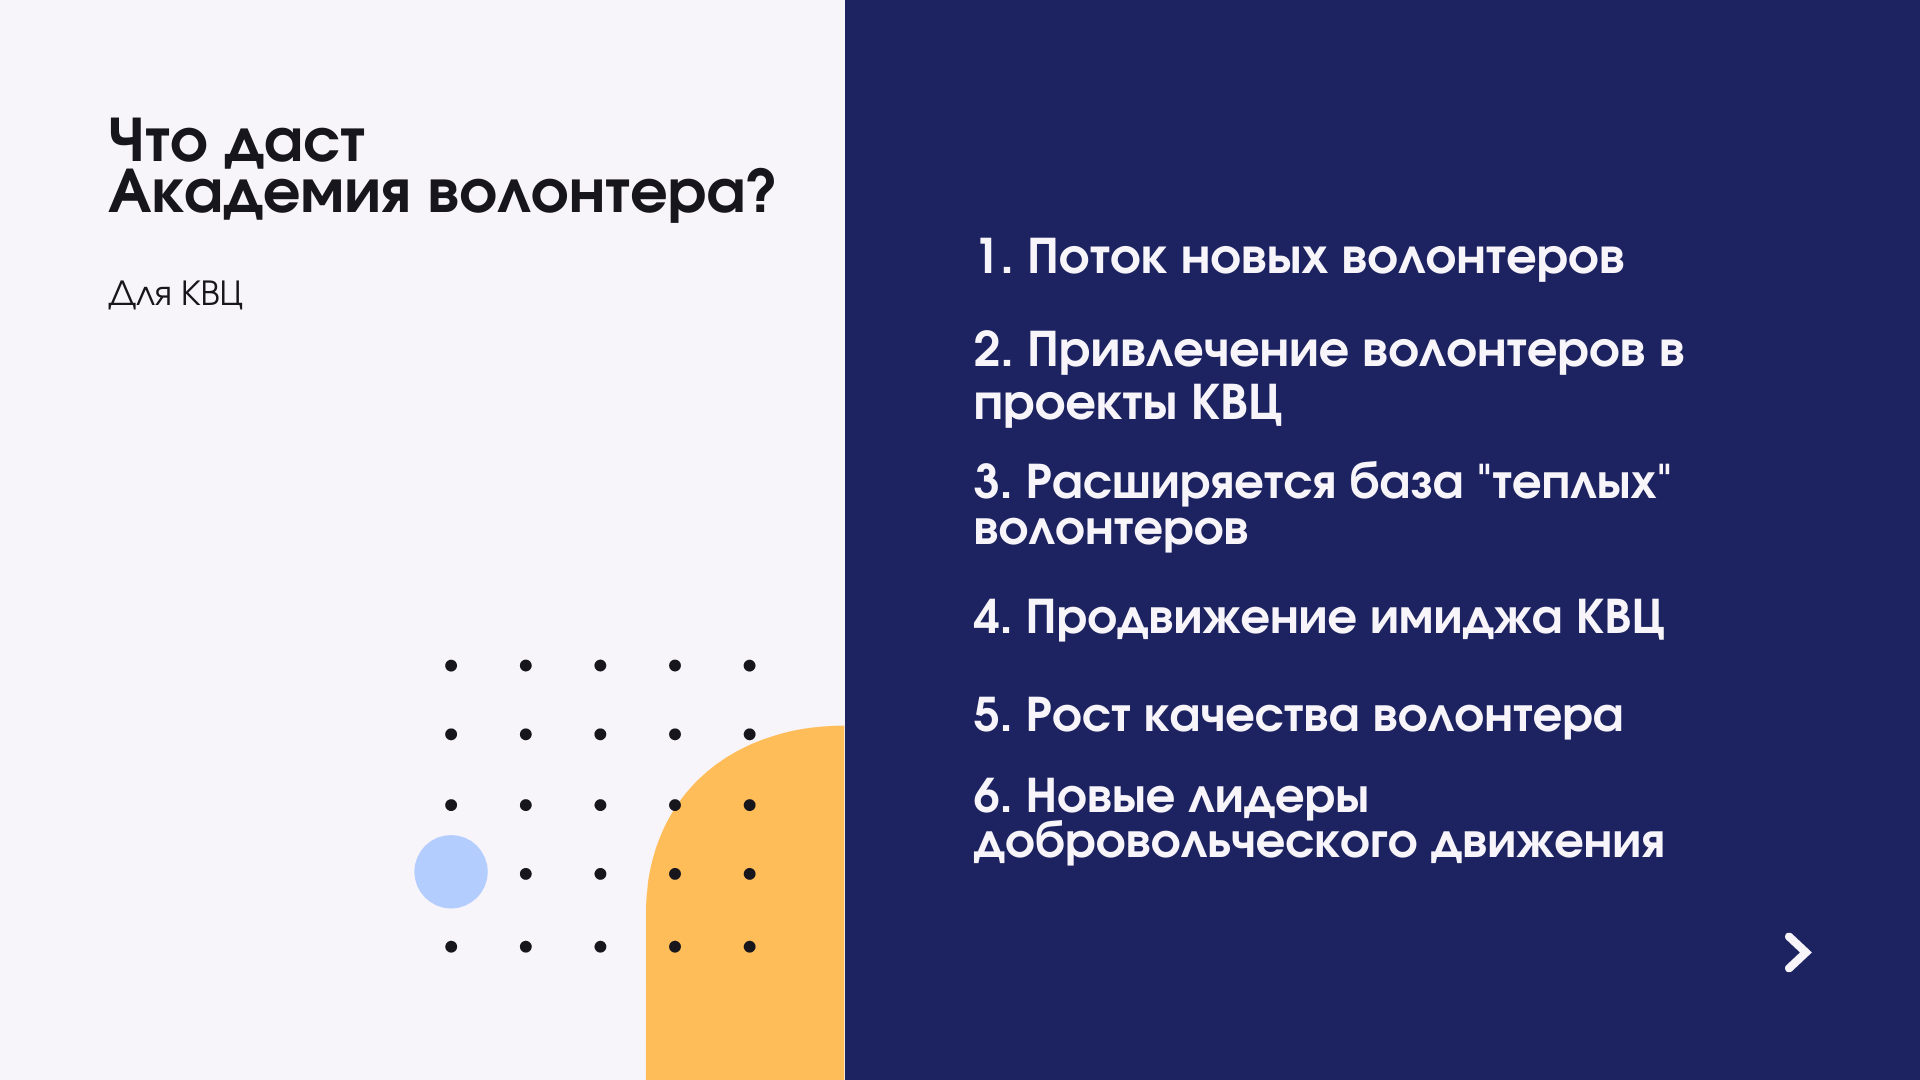 Что даст
Академия волонтера?
Для КВЦ
1. Поток новых волонтеров
2. Привлечение волонтеров в
проекты КВЦ
3. Расширяется база "теплых"
волонтеров
4. Продвижение имиджа КВЦ
5. Рост качества волонтера
6. Новые лидеры
добровольческого движения